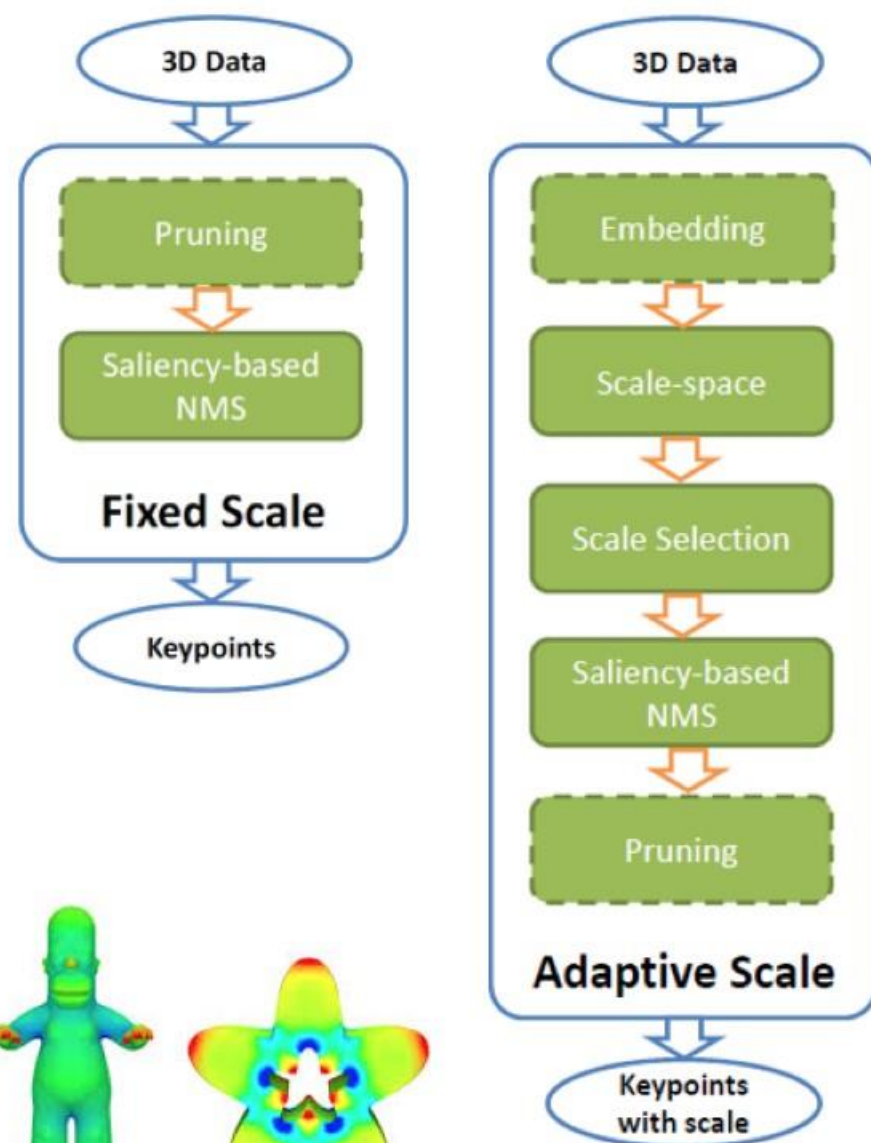 3D Data
Pruning
Saliency-based
NMS
Fixed Scale
Keypoints
3D Data
Embedding
Scale-space
Scale Selection
Saliency-based
NMS
Pruning
Adaptive Scale
Keypoints
with scale